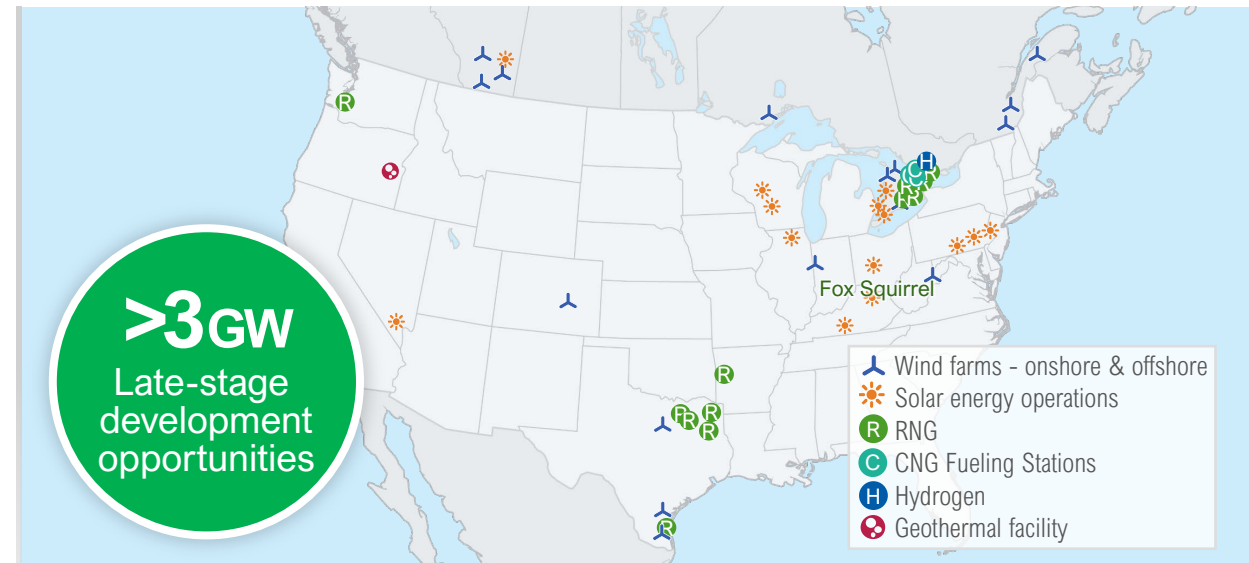 >3GW
Late-stage
development
opportunities
R
H
C
R
R
R
R
Fox Squirrel
R
R
R
R
R
R
Wind farms - onshore & offshore
Solar energy operations
R RNG
C CNG Fueling Stations
H Hydrogen
Geothermal facility